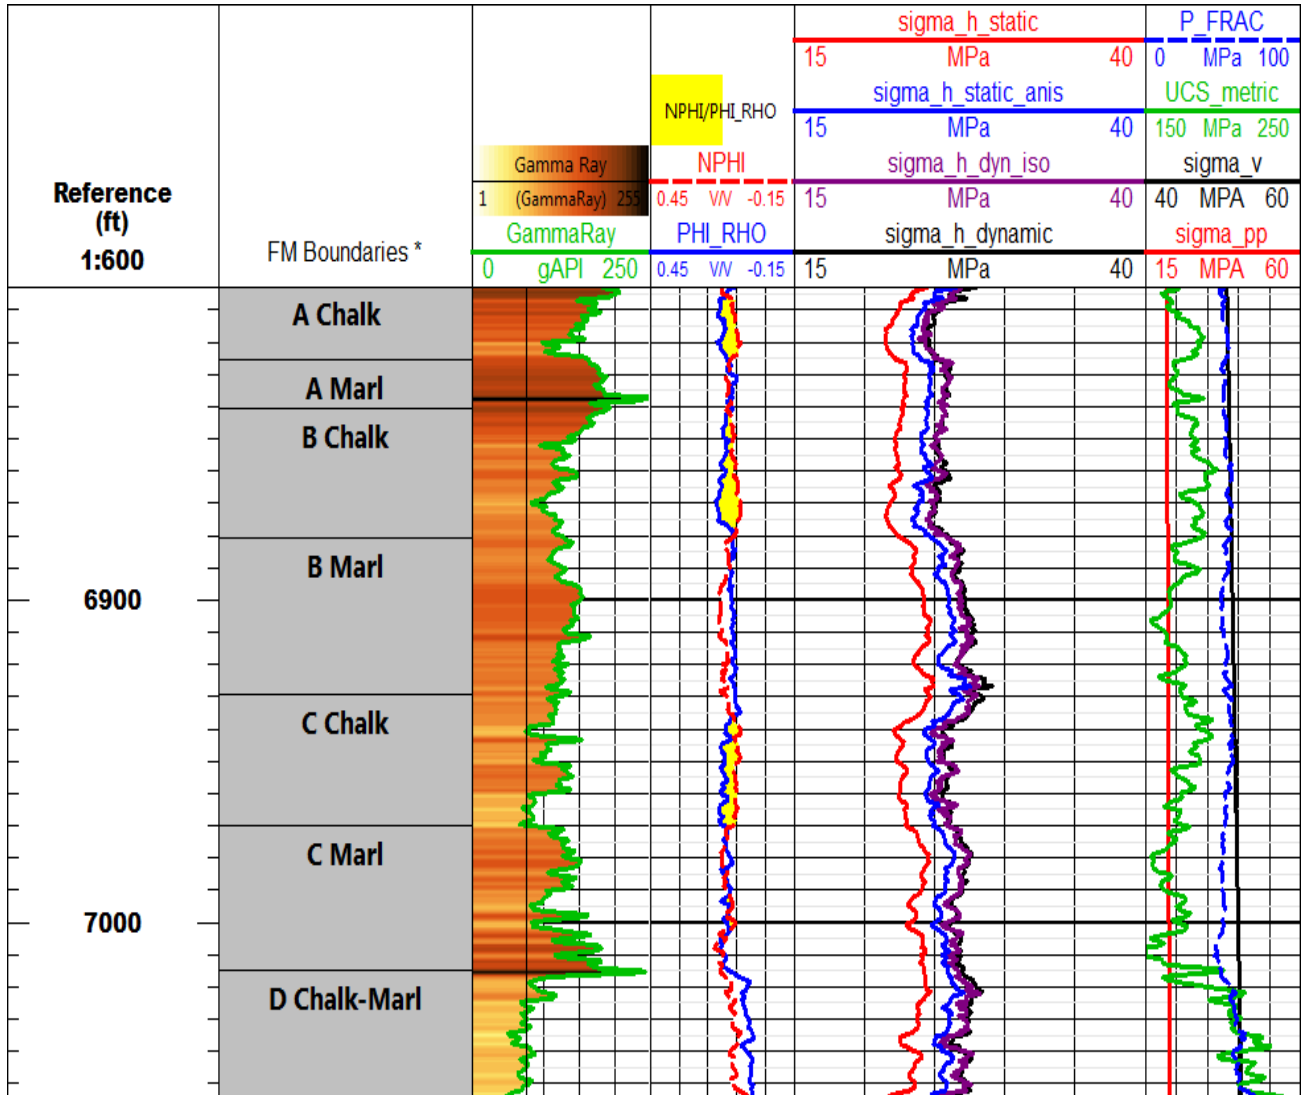 sigma_h_static
15 MPa 40
P_FRAC
0 MPa 100
sigma_h_static_anis
15 MPa 40
UCS_metric
150 MPa 250
NPHI/PHI_RHO
Gamma Ray
1 (GammaRay) 255
NPHI
0.45 V/V -0.15
sigma_h_dyn_iso
15 MPa 40
sigma_v
40 MPA 60
Reference
(ft)
1:600
FM Boundaries *
GammaRay
0 gAPI 250
PHI_RHO
0.45 V/V -0.15
sigma_h_dynamic
15 MPa 40
sigma_pp
15 MPA 60
A Chalk
A Marl
B Chalk
B Marl
6900
C Chalk
C Marl
7000
D Chalk-Marl